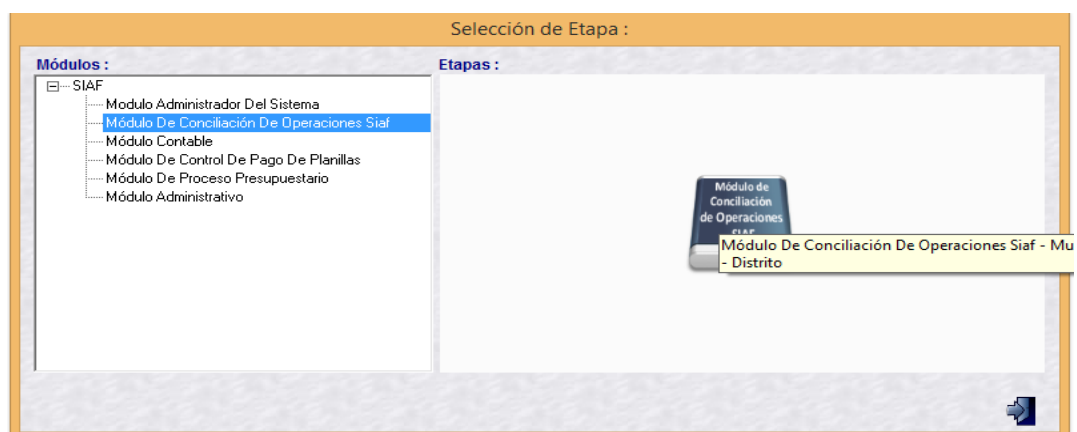 Selección de Etapa :
Módulos :
SIAF
Modulo Administrador Del Sistema
Módulo De Conciliación De Operaciones Siaf
Módulo Contable
Módulo De Control De Pago De Planillas
Módulo De Proceso Presupuestario
Módulo Administrativo
Etapas :
Módulo de
Conciliación
de Operaciones
SIAF
Módulo De Conciliación De Operaciones Siaf - Mu
- Distrito